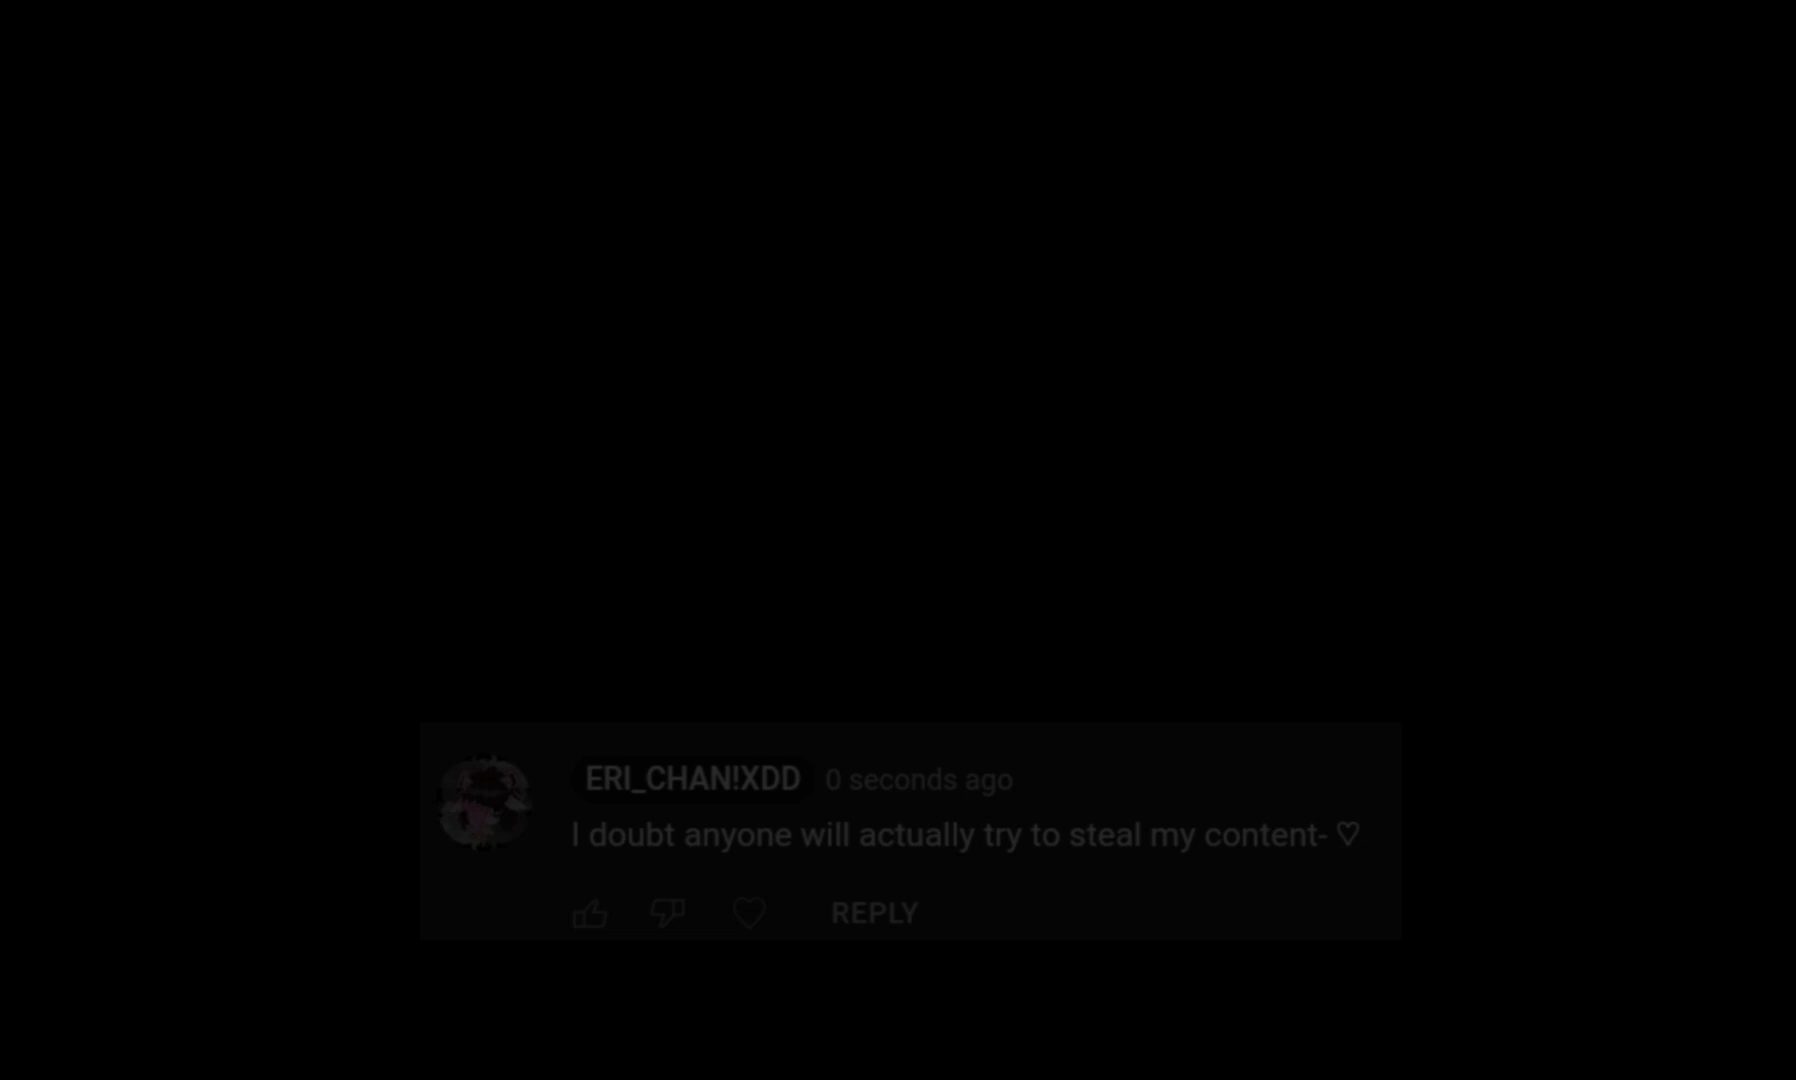 ERI_CHAN!XDD 0 seconds ago
I doubt anyone will actually try to steal my content- ♡
REPLY